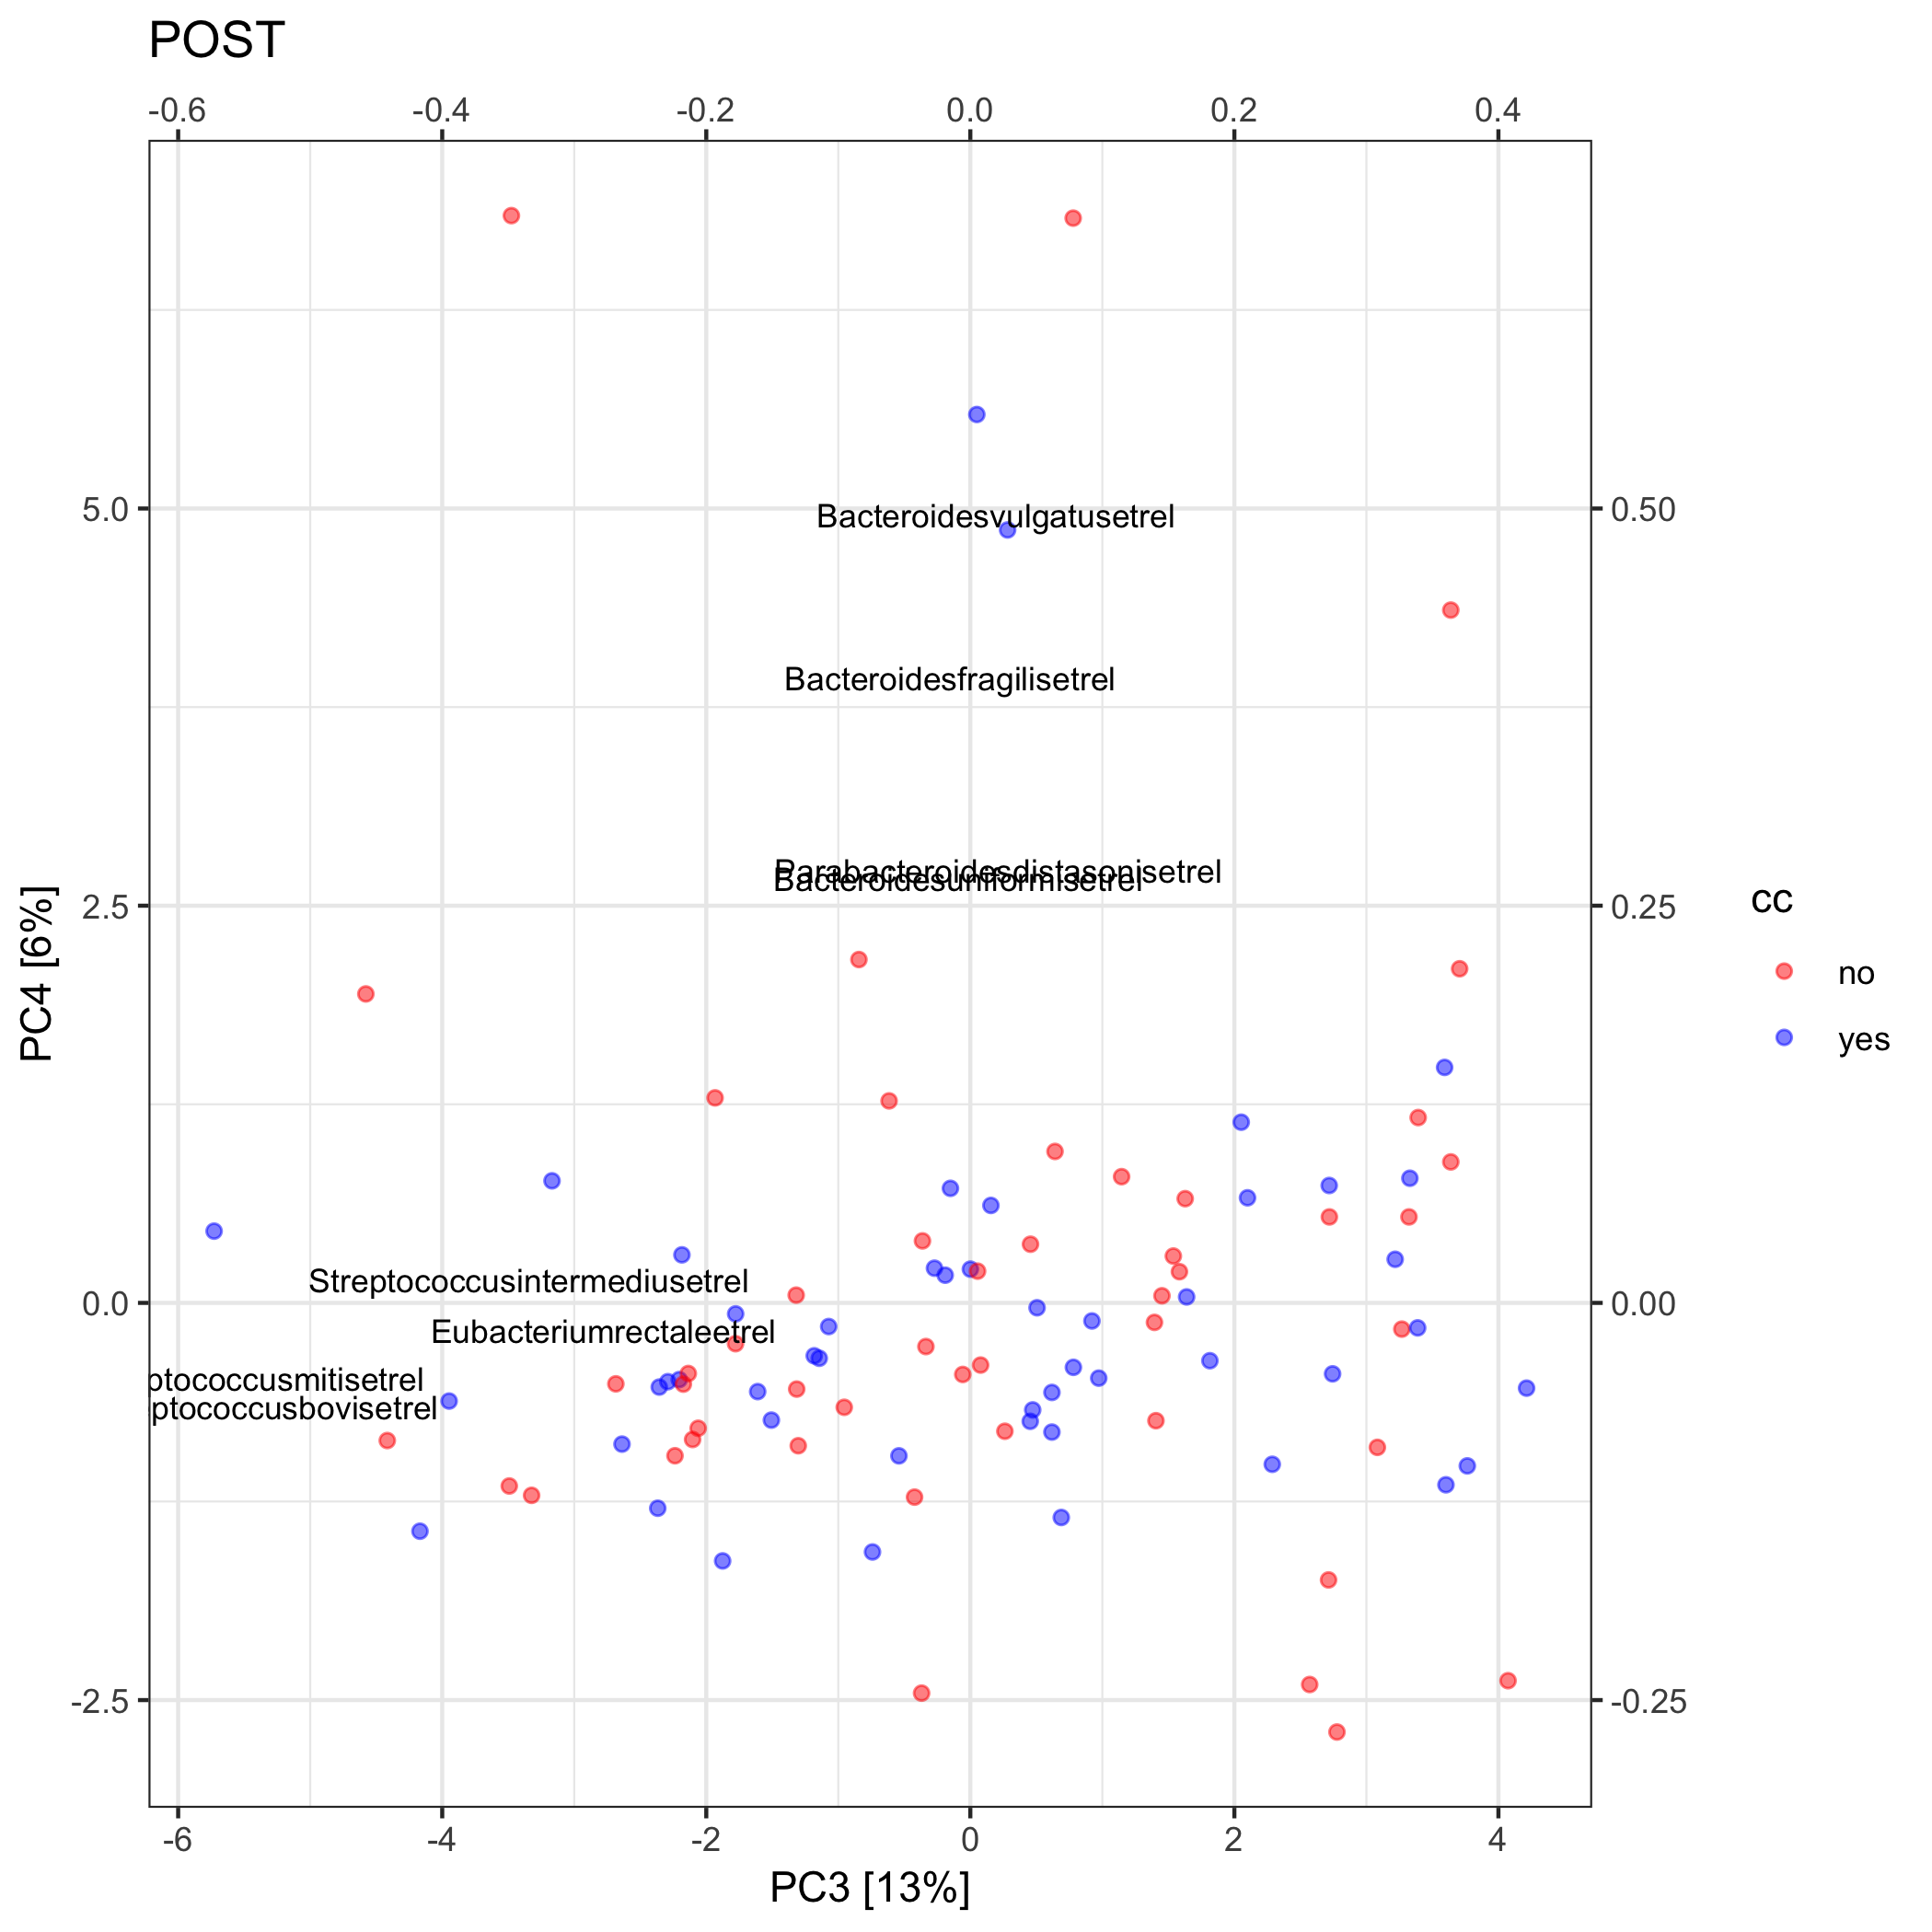 POST
-0.6 -0.4 -0.2 0.0 0.2 0.4
5.0
2.5
0.0
-2.5
PC4 [6%]
Bacteroidesvulgatusetrel
Bacteroidesfragilisetrel
Parabacteroidesdistasonisetrel
Bacteroidesuniformisetrel
Streptococcusintermediusetrel
Eubacteriumrectaleetrel
ptococcusmitisetrel
ptococcusbovisetrel
0.50
0.25
0.00
-0.25
cc
no
yes
-6 -4 -2 0 2 4
PC3 [13%]